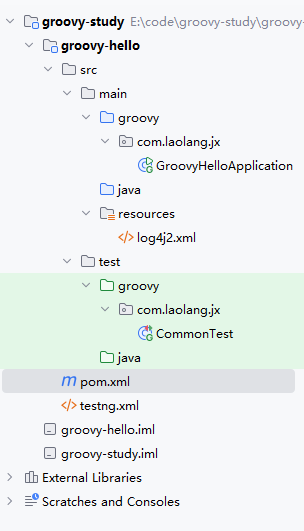 groovy-study E:\code\groovy-study\groovy-
groovy-hello
src
main
groovy
com.laolang.jx
GroovyHelloApplication
java
resources
log4j2.xml
test
groovy
com.laolang.jx
CommonTest
java
pom.xml
testng.xml
groovy-hello.iml
groovy-study.iml
External Libraries
Scratches and Consoles